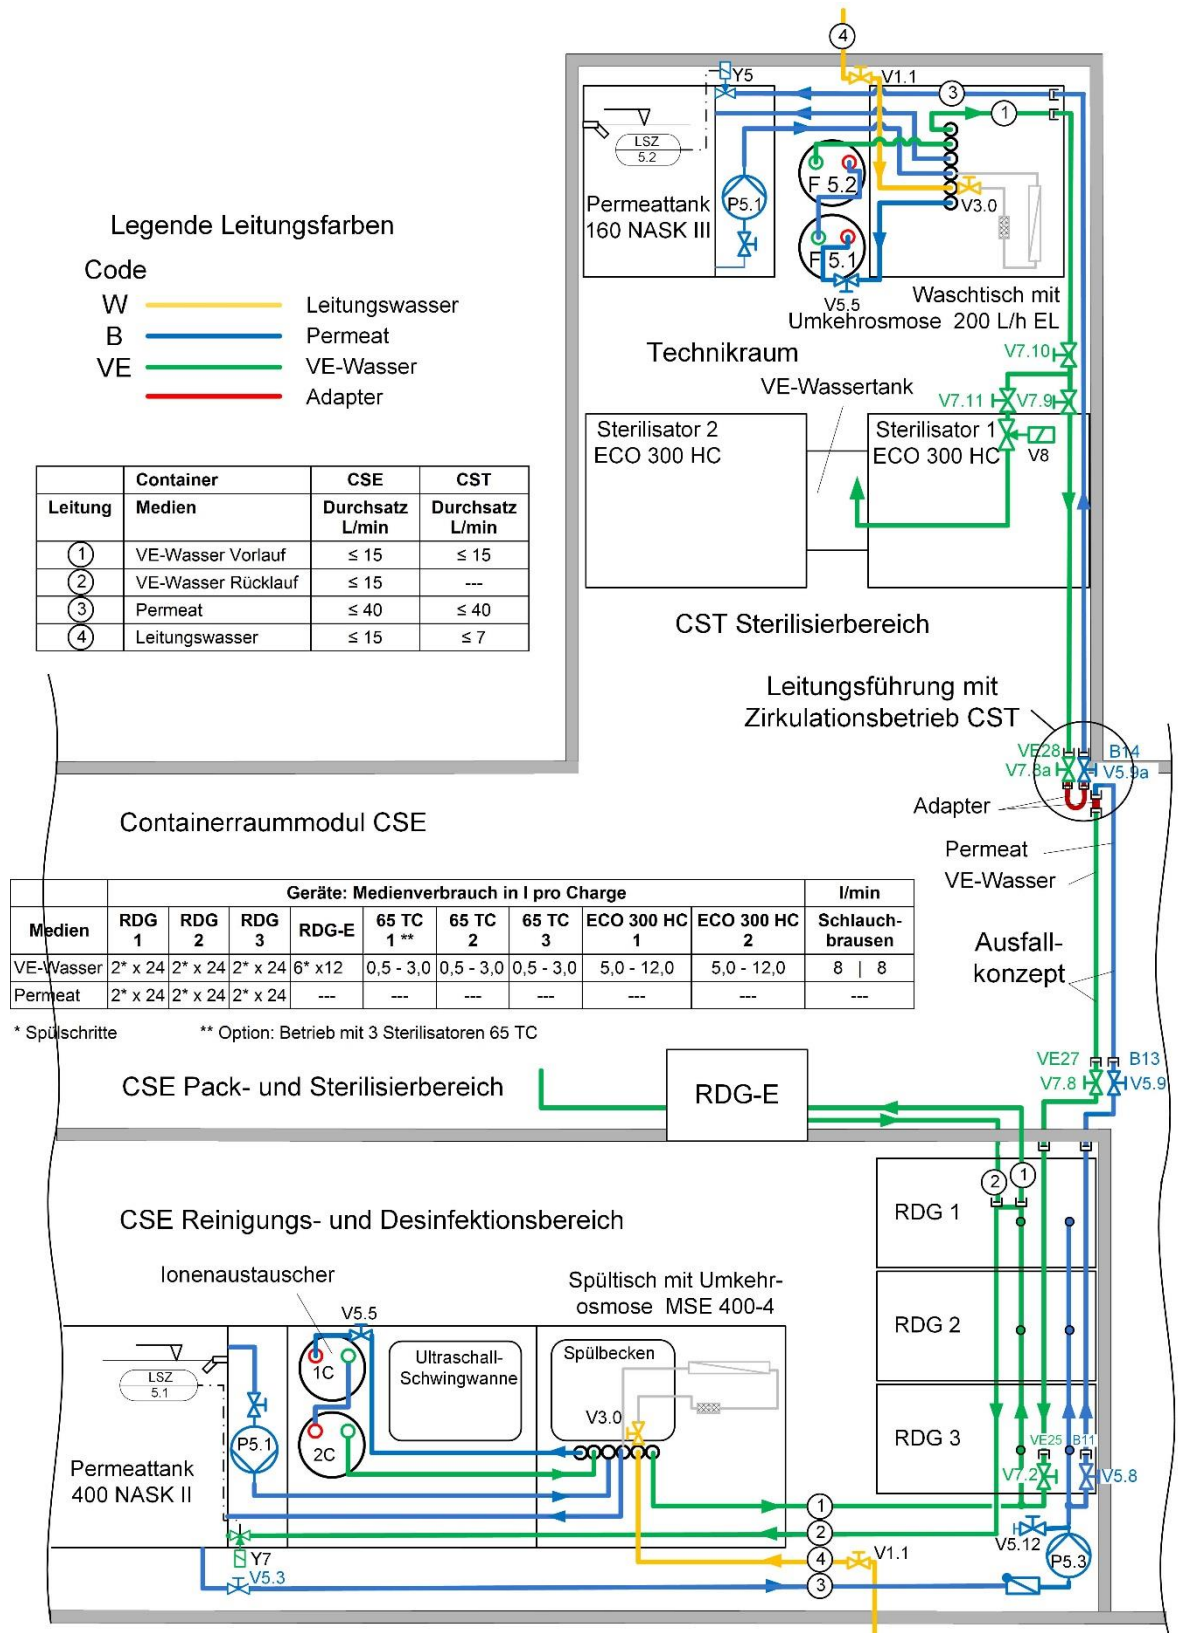 4
V1.1
Y5
3
1
LSZ
5.2
F 5.2
P5.1
Permeattank
160 NASK III
V3.0
F 5.1
V5.5
Waschtisch mit
Umkehrosmose 200 L/h EL
Legende Leitungsfarben
Code
W Leitungswasser
B Permeat
VE VE-Wasser
Adapter
Technikraum
V7.10
VE-Wassertank
V7.11 V7.9
Sterilisator 2
ECO 300 HC
Sterilisator 1
ECO 300 HC
V8
Container CSE CST
Leitung Medien Durchsatz L/min Durchsatz L/min
1 VE-Wasser Vorlauf ≤ 15 ≤ 15
2 VE-Wasser Rücklauf ≤ 15 ---
3 Permeat ≤ 40 ≤ 40
4 Leitungswasser ≤ 15 ≤ 7
CST Sterilisierbereich
Leitungsführung mit
Zirkulationsbetrieb CST
VE28 B14
V7.8a V5.9a
Adapter
Containerraummodul CSE
Permeat
VE-Wasser
Geräte: Medienverbrauch in l pro Charge l/min
Medien RDG 1 RDG 2 RDG 3 RDG-E 65 TC 1 ** 65 TC 2 65 TC 3 ECO 300 HC 1 ECO 300 HC 2 Schlauch-brausen
VE-Wasser 2* x 24 2* x 24 2* x 24 6* x12 0,5 - 3,0 0,5 - 3,0 0,5 - 3,0 5,0 - 12,0 5,0 - 12,0 8 | 8
Permeat 2* x 24 2* x 24 2* x 24 --- --- --- --- --- --- ---
* Spülschritte ** Option: Betrieb mit 3 Sterilisatoren 65 TC
Ausfall-
konzept
VE27 B13
V7.8 V5.9
CSE Pack- und Sterilisierbereich
RDG-E
2 1
RDG 1
CSE Reinigungs- und Desinfektionsbereich
Ionenaustauscher
Spültisch mit Umkehr-
osmose MSE 400-4
RDG 2
V5.5
LSZ
5.1
1C
Ultraschall-
Schwingwanne
Spülbecken
V3.0
RDG 3
VE25 B11
P5.1
2C
Permeattank
400 NASK II
V7.2 V5.8
1
2
V5.12
Y7
4
V1.1
P5.3
V5.3
3